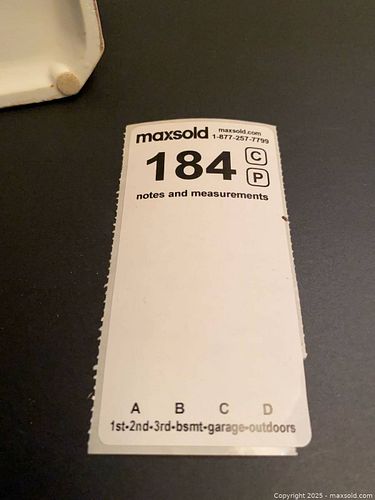 maxsold maxsold.com
1-877-257-7799
184 C
P
notes and measurements
A B C D
1st-2nd-3rd-bsmt-garage-outdoors
Copyright 2025 - maxsold.com